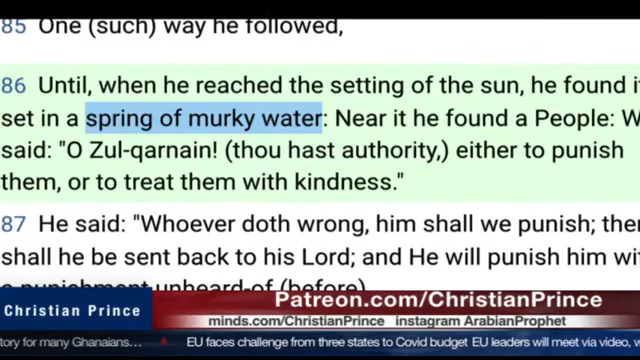 85 One (such) way he followed,
86 Until, when he reached the setting of the sun, he found
set in a spring of murky water: Near it he found a People:
said: "O Zul-qarnain! (thou hast authority,) either to punish
them, or to treat them with kindness."
87 He said: "Whoever doth wrong, him shall we punish;
shall he be sent back to his Lord; and He will punish him
a punishment unheard-of (before)
Patreon.com/ChristianPrince
Christian Prince
minds.com/ChristianPrince instagram ArabianProphet
for many Ghanaians... EU faces challenge from three states to Covid budget EU leaders will meet via video,